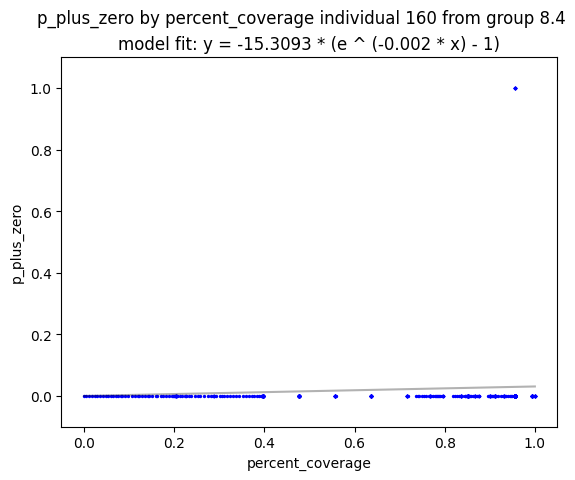 p_plus_zero by percent_coverage individual 160 from group 8.4
model fit: y = -15.3093 * (e ^ (-0.002 * x) - 1)
1.0
0.8
0.6
0.4
0.2
0.0
p_plus_zero
0.0 0.2 0.4 0.6 0.8 1.0
percent_coverage